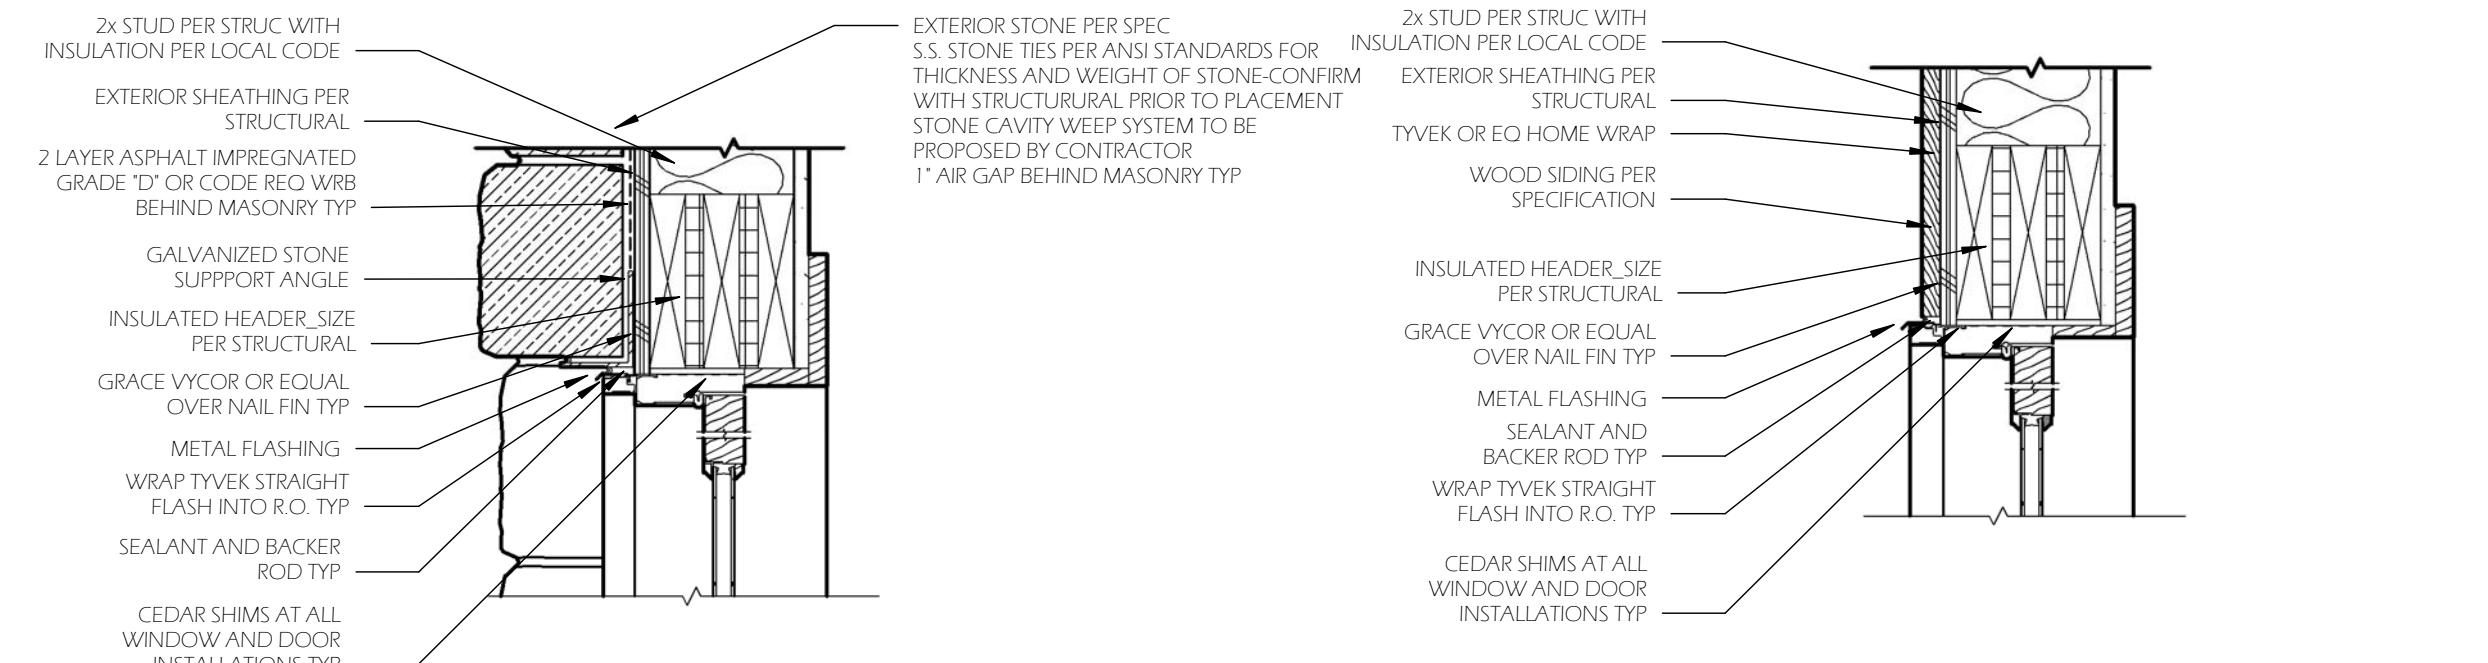 2x STUD PER STRUC WITH
INSULATION PER LOCAL CODE
EXTERIOR SHEATHING PER
STRUCTURAL
2 LAYER ASPHALT IMPREGNATED
GRADE "D" OR CODE REQ WRB
BEHIND MASONRY TYP
GALVANIZED STONE
SUPPPORT ANGLE
INSULATED HEADER_SIZE
PER STRUCTURAL
GRACE VYCOR OR EQUAL
OVER NAIL FIN TYP
METAL FLASHING
WRAP TYVEK STRAIGHT
FLASH INTO R.O. TYP
SEALANT AND BACKER
ROD TYP
CEDAR SHIMS AT ALL
WINDOW AND DOOR
INSTALLATIONS TYP
EXTERIOR STONE PER SPEC
S.S. STONE TIES PER ANSI STANDARDS FOR
THICKNESS AND WEIGHT OF STONE-CONFIRM
WITH STRUCTURURAL PRIOR TO PLACEMENT
STONE CAVITY WEEP SYSTEM TO BE
PROPOSED BY CONTRACTOR
1" AIR GAP BEHIND MASONRY TYP
2x STUD PER STRUC WITH
INSULATION PER LOCAL CODE
EXTERIOR SHEATHING PER
STRUCTURAL
TYVEK OR EQ HOME WRAP
WOOD SIDING PER
SPECIFICATION
INSULATED HEADER_SIZE
PER STRUCTURAL
GRACE VYCOR OR EQUAL
OVER NAIL FIN TYP
METAL FLASHING
SEALANT AND
BACKER ROD TYP
WRAP TYVEK STRAIGHT
FLASH INTO R.O. TYP
CEDAR SHIMS AT ALL
WINDOW AND DOOR
INSTALLATIONS TYP